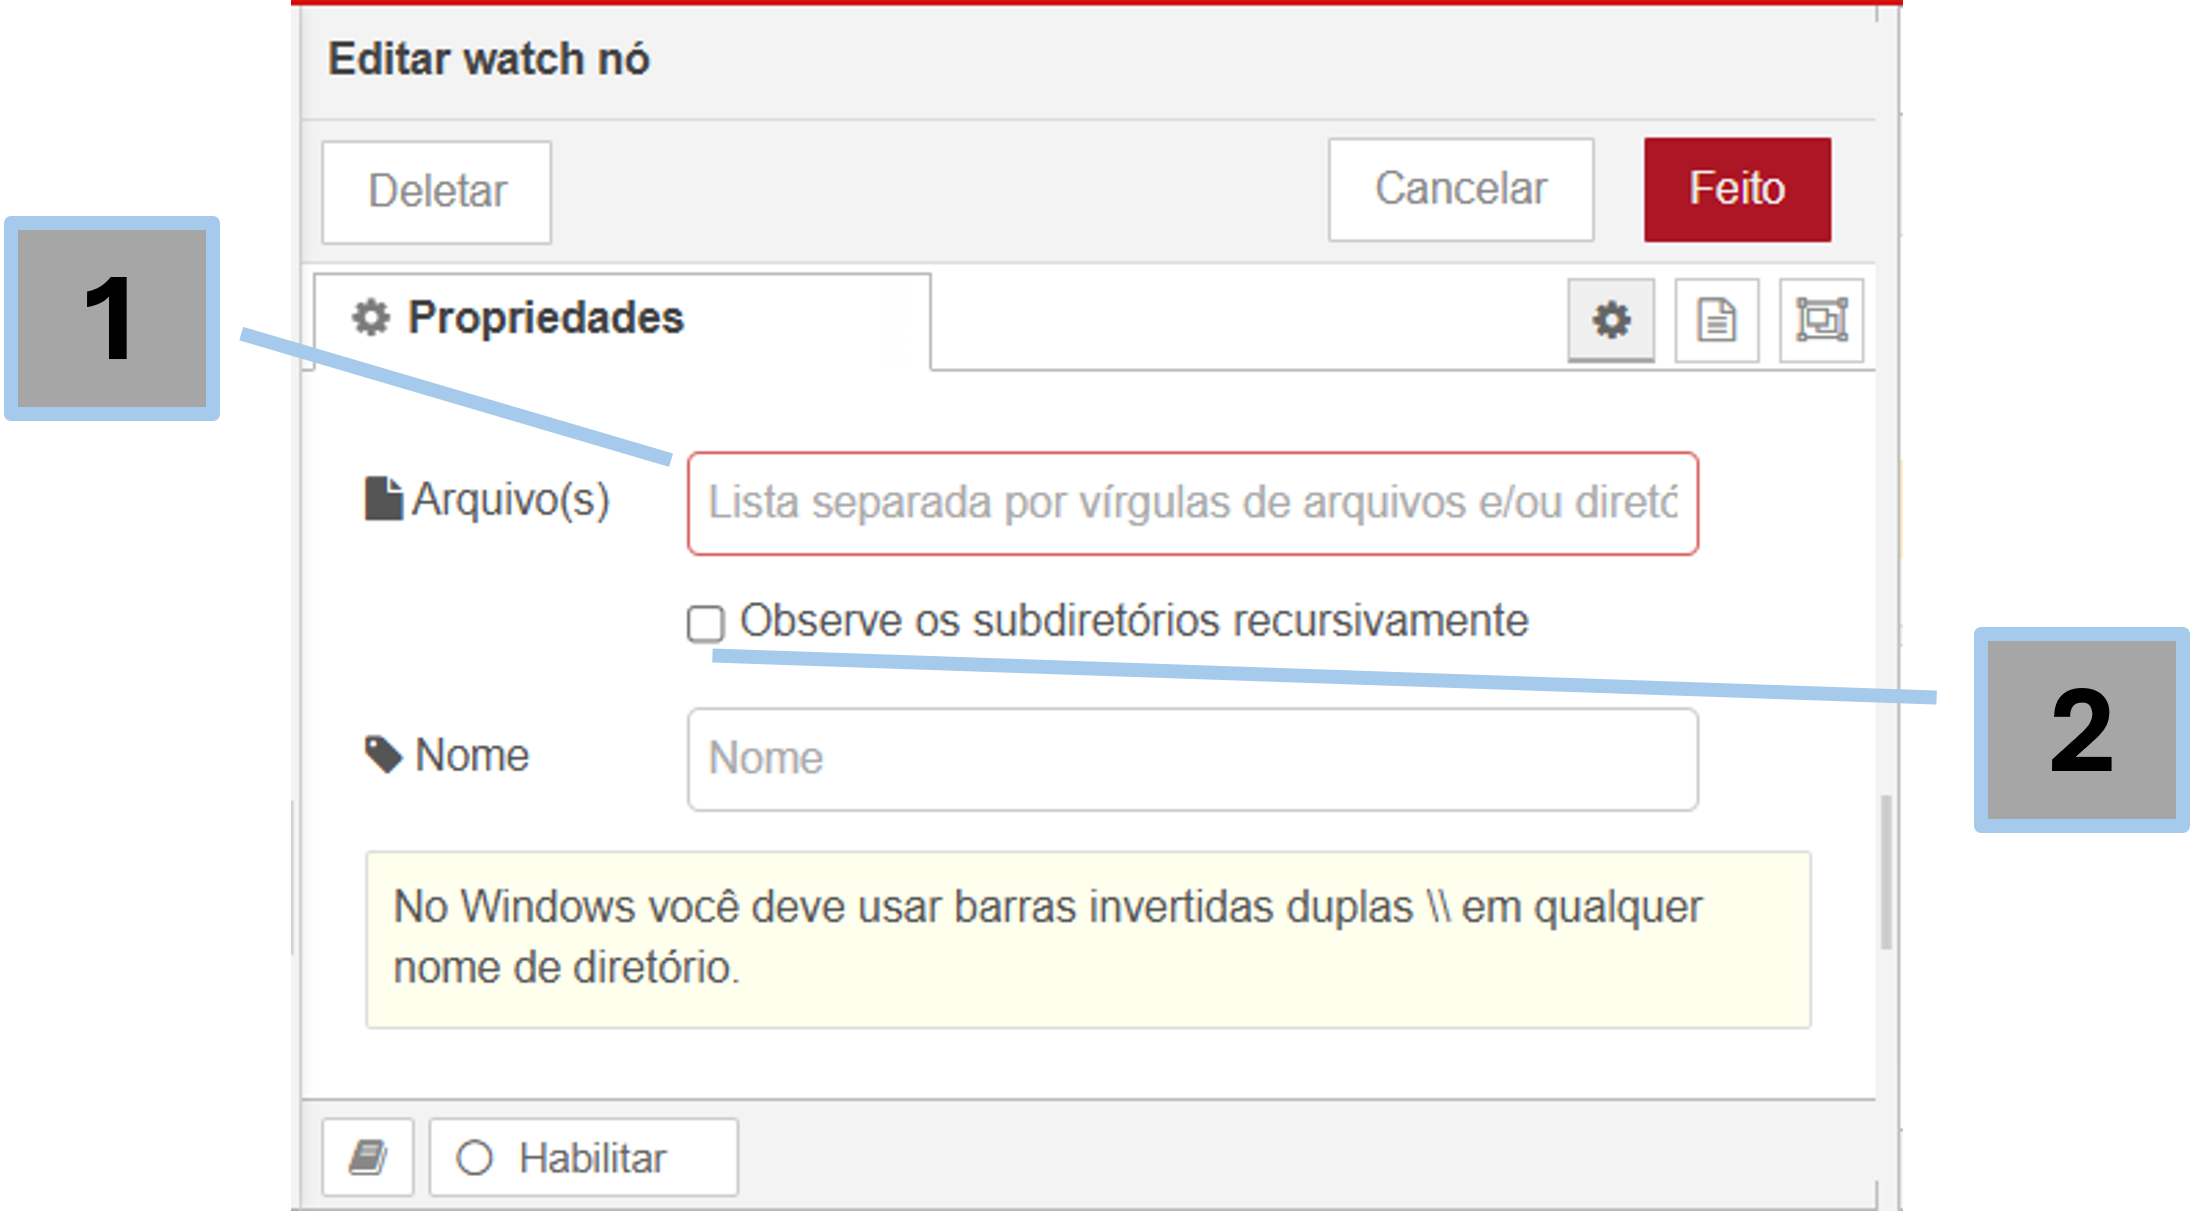 Editar watch nó
Deletar
Cancelar
Feito
1
Propriedades
Arquivo(s)
Lista separada por vírgulas de arquivos e/ou diretó
Observe os subdiretórios recursivamente
2
Nome
Nome
No Windows você deve usar barras invertidas duplas \\ em qualquer
nome de diretório.
Habilitar